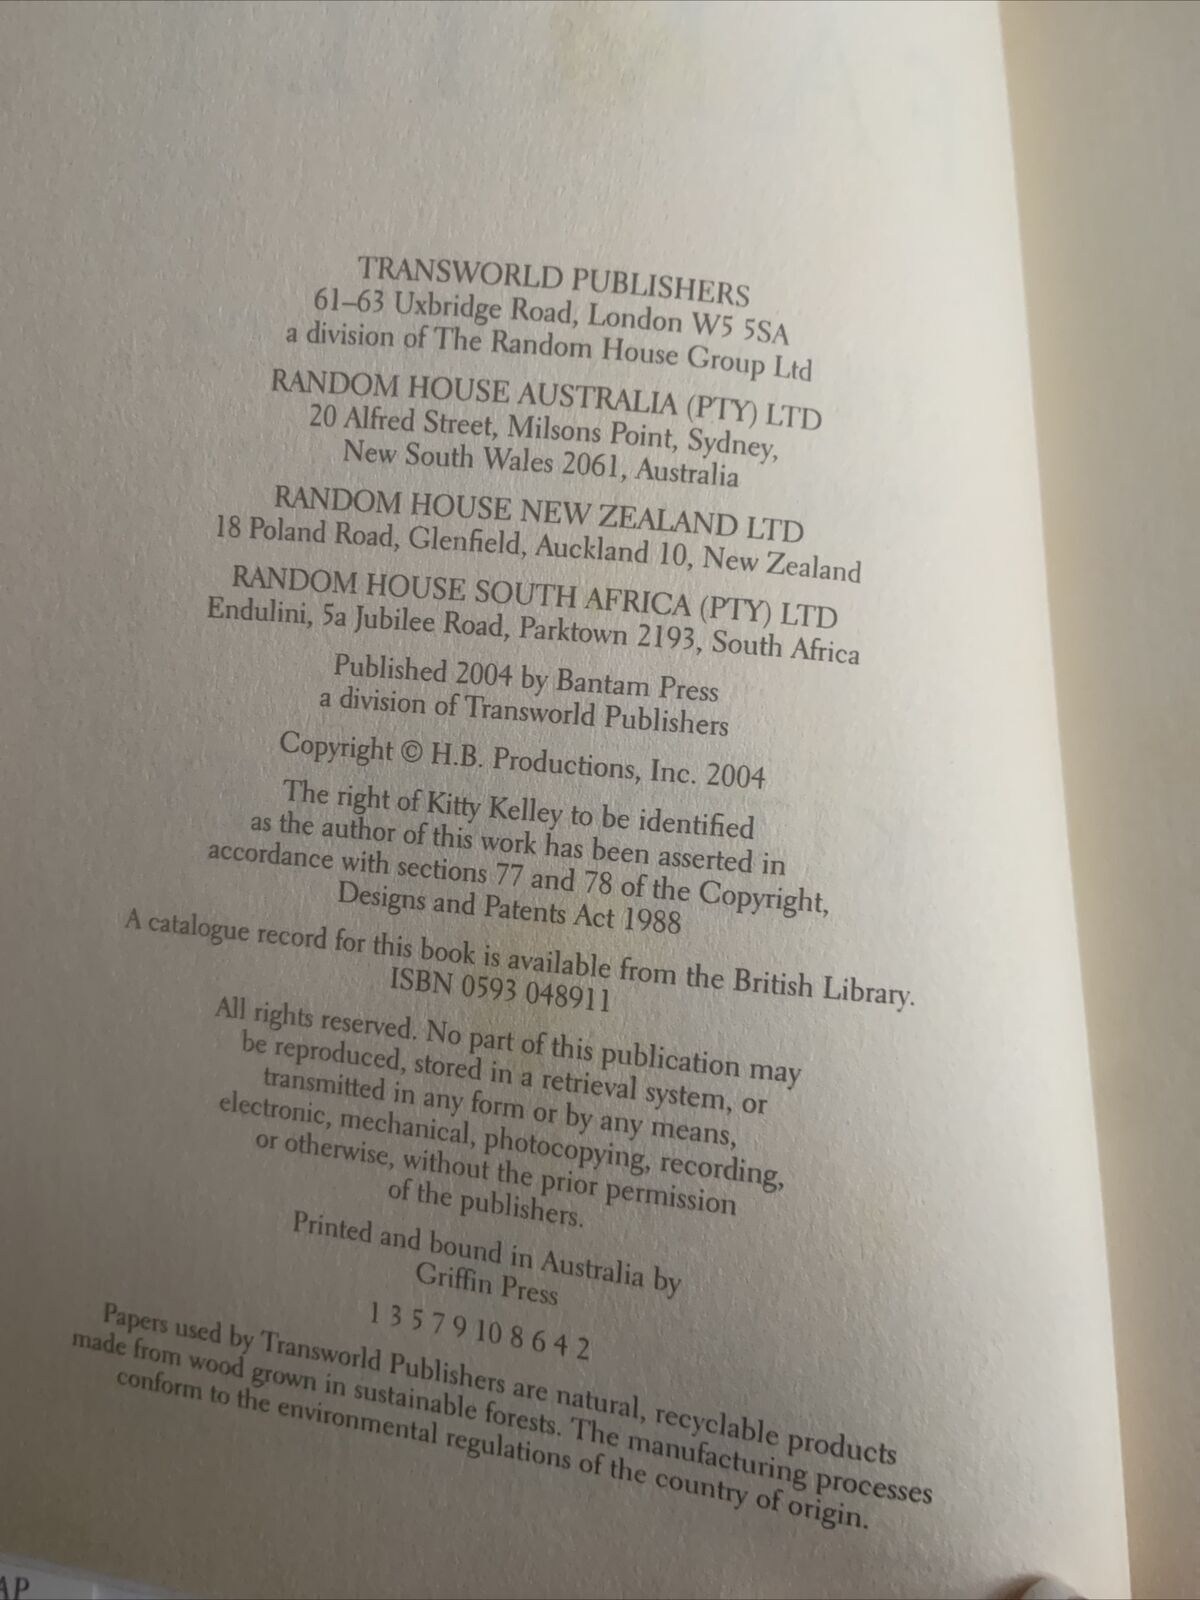 TRANSWORLD PUBLISHERS
61–63 Uxbridge Road, London W5 5SA
a division of The Random House Group Ltd
RANDOM HOUSE AUSTRALIA (PTY) LTD
20 Alfred Street, Milsons Point, Sydney,
New South Wales 2061, Australia
RANDOM HOUSE NEW ZEALAND LTD
18 Poland Road, Glenfield, Auckland 10, New Zealand
RANDOM HOUSE SOUTH AFRICA (PTY) LTD
Endulini, 5a Jubilee Road, Parktown 2193, South Africa
Published 2004 by Bantam Press
a division of Transworld Publishers
Copyright © H.B. Productions, Inc. 2004
The right of Kitty Kelley to be identified
as the author of this work has been asserted in
accordance with sections 77 and 78 of the Copyright,
Designs and Patents Act 1988
A catalogue record for this book is available from the British Library.
ISBN 0593 048911
All rights reserved. No part of this publication may
be reproduced, stored in a retrieval system, or
transmitted in any form or by any means,
electronic, mechanical, photocopying, recording,
or otherwise, without the prior permission
of the publishers.
Printed and bound in Australia by
Griffin Press
1 3 5 7 9 10 8 6 4 2
Papers used by Transworld Publishers are natural, recyclable products
made from wood grown in sustainable forests. The manufacturing processes
conform to the environmental regulations of the country of origin.